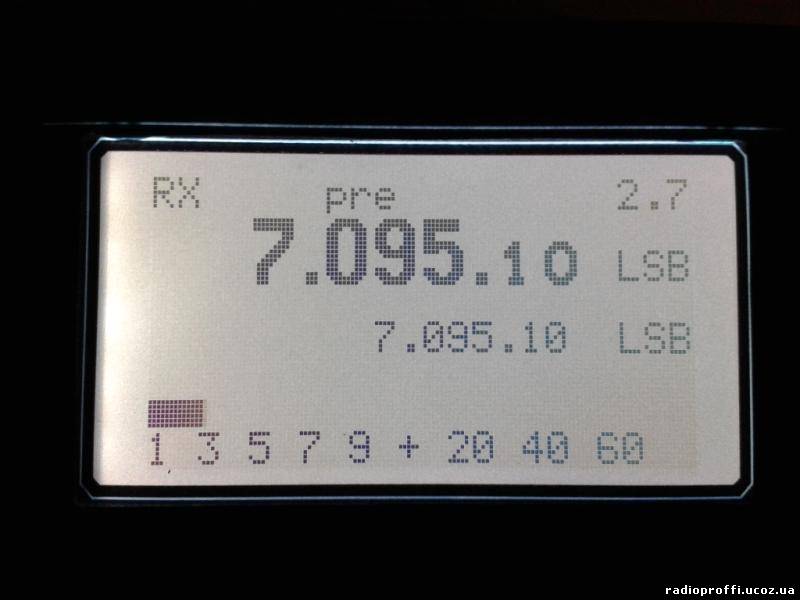 RX pre 2.7
7.095.10 LSB
7.095.10 LSB
1 3 5 7 9 + 20 40 60
radioproffi.ucoz.ua